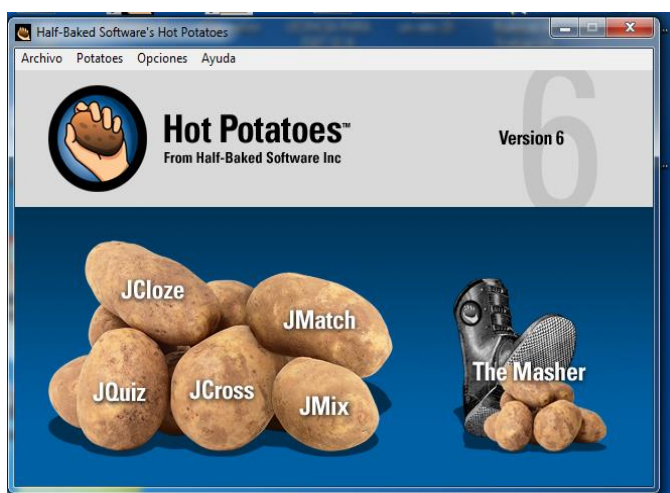 Half-Baked Software's Hot Potatoes
Archivo Potatoes Opciones Ayuda
Hot Potatoes™
From Half-Baked Software Inc
Version 6
6
JCloze
JMatch
JQuiz
JCross
JMix
The Masher